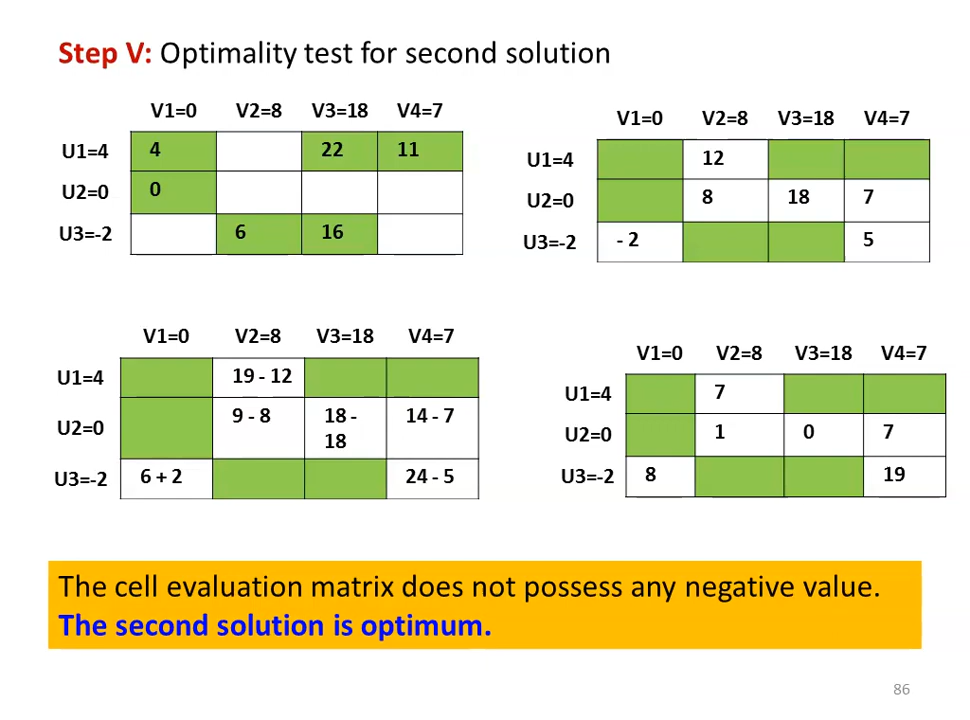 Step V: Optimality test for second solution
V1=0 V2=8 V3=18 V4=7
U1=4 4 22 11
U2=0 0
U3=-2 6 16
V1=0 V2=8 V3=18 V4=7
U1=4 12
U2=0 8 18 7
U3=-2 - 2 5
V1=0 V2=8 V3=18 V4=7
U1=4 19 - 12
U2=0 9 - 8 18 - 14 - 7
18
U3=-2 6 + 2 24 - 5
V1=0 V2=8 V3=18 V4=7
U1=4 7
U2=0 1 0 7
U3=-2 8 19
The cell evaluation matrix does not possess any negative value.
The second solution is optimum.
86